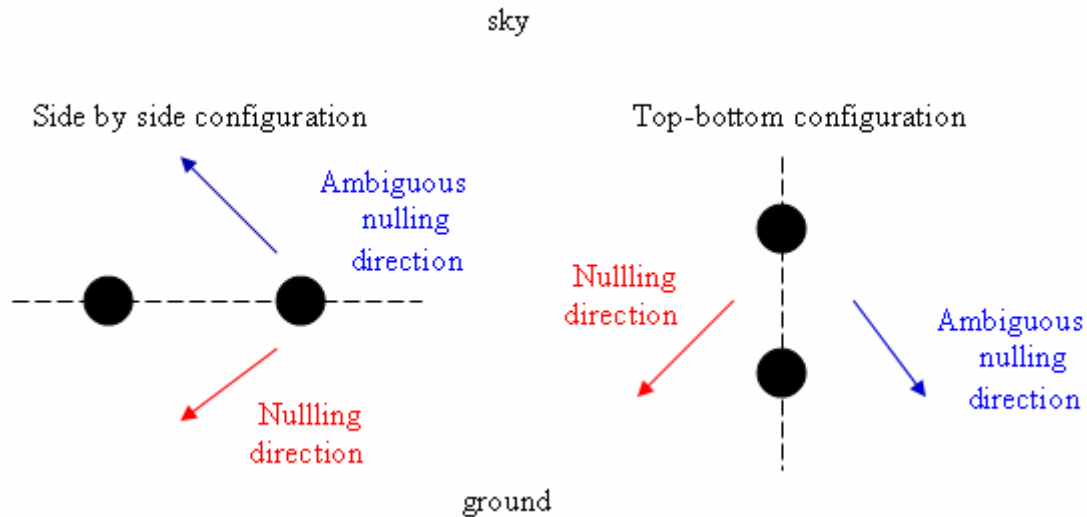 sky
Side by side configuration
Top-bottom configuration
Ambiguous
nulling
direction
Nullling
direction
Nullling
direction
Ambiguous
nulling
direction
ground